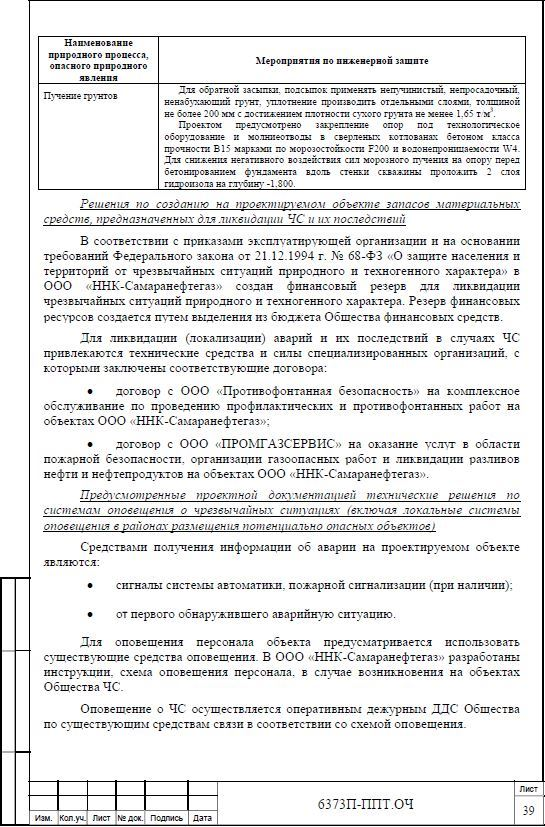 Наименование
природного процесса,
опасного природного
явления
Мероприятия по инженерной защите
Пучение грунтов
Для обратной засыпки, подсыпок применять непучинистый, непросадочный,
ненабухающий грунт, уплотнение производить отдельными слоями, толщиной
не более 200 мм с достижением плотности сухого грунта не менее 1,65 т/м3.
Проектом предусмотрено закрепление опор под технологическое
оборудование и молниеотводы в сверленых котлованах бетоном класса
прочности В15 марками по морозостойкости F200 и водонепроницаемости W4.
Для снижения негативного воздействия сил морозного пучения на опору перед
бетонированием фундамента вдоль стенки скважины проложить 2 слоя
гидроизола на глубину -1,800.
Решения по созданию на проектируемом объекте запасов материальных
средств, предназначенных для ликвидации ЧС и их последствий
В соответствии с приказами эксплуатирующей организации и на основании
требований Федерального закона от 21.12.1994 г. № 68-ФЗ «О защите населения и
территорий от чрезвычайных ситуаций природного и техногенного характера» в
ООО «ННК-Самаранефтегаз» создан финансовый резерв для ликвидации
чрезвычайных ситуаций природного и техногенного характера. Резерв финансовых
ресурсов создается путем выделения из бюджета Общества финансовых средств.
Для ликвидации (локализации) аварий и их последствий в случаях ЧС
привлекаются технические средства и силы специализированных организаций, с
которыми заключены соответствующие договора:
• договор с ООО «Противофонтанная безопасность» на комплексное
обслуживание по проведению профилактических и противофонтанных работ на
объектах ООО «ННК-Самаранефтегаз»;
• договор с ООО «ПРОМГАЗСЕРВИС» на оказание услуг в области
пожарной безопасности, организации газоопасных работ и ликвидации разливов
нефти и нефтепродуктов на объектах ООО «ННК-Самаранефтегаз».
Предусмотренные проектной документацией технические решения по
системам оповещения о чрезвычайных ситуациях (включая локальные системы
оповещения в районах размещения потенциально опасных объектов)
Средствами получения информации об аварии на проектируемом объекте
являются:
• сигналы системы автоматики, пожарной сигнализации (при наличии);
• от первого обнаружившего аварийную ситуацию.
Для оповещения персонала объекта предусматривается использовать
существующие средства оповещения. В ООО «ННК-Самаранефтегаз» разработаны
инструкции, схема оповещения персонала, в случае возникновения на объектах
Общества ЧС.
Оповещение о ЧС осуществляется оперативным дежурным ДДС Общества
по существующим средствам связи в соответствии со схемой оповещения.
6373П-ППТ.ОЧ
Лист
39
Изм. Кол.уч. Лист № док. Подпись Дата